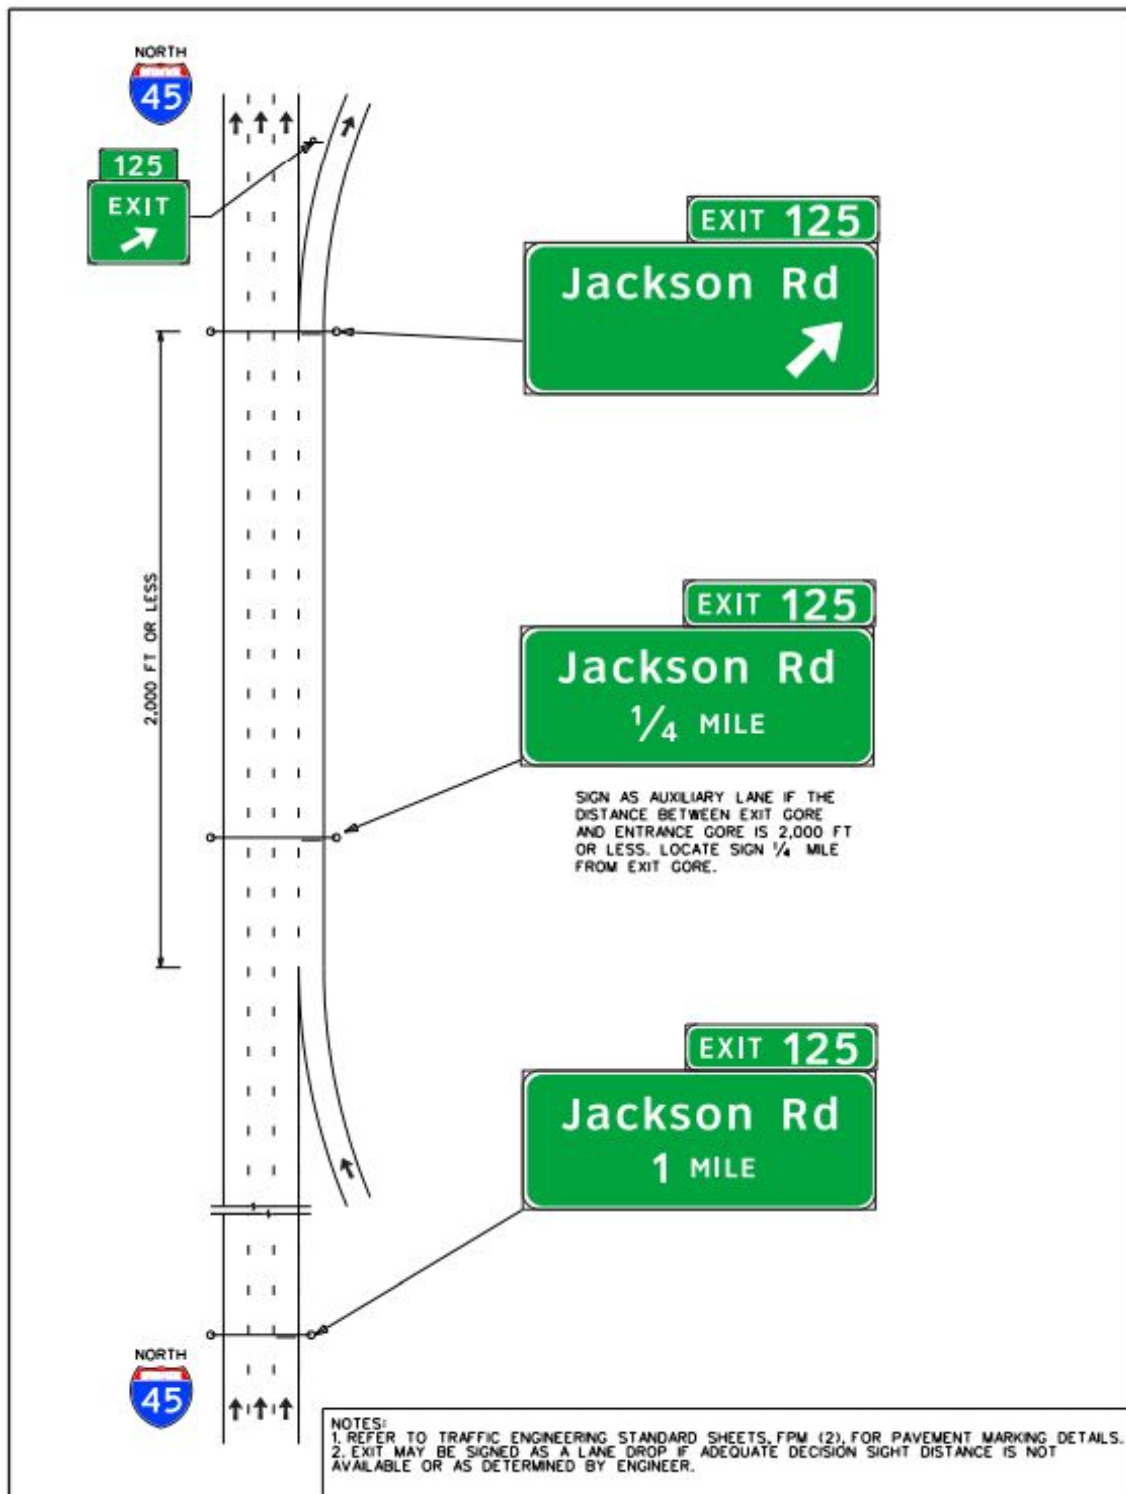 NORTH
45
125
EXIT
EXIT 125
Jackson Rd
2,000 FT OR LESS
EXIT 125
Jackson Rd
1/4 MILE
SIGN AS AUXILIARY LANE IF THE
DISTANCE BETWEEN EXIT GORE
AND ENTRANCE GORE IS 2,000 FT
OR LESS. LOCATE SIGN 1/4 MILE
FROM EXIT GORE.
EXIT 125
Jackson Rd
1 MILE
NORTH
45
NOTES:
1. REFER TO TRAFFIC ENGINEERING STANDARD SHEETS, FPM (2), FOR PAVEMENT MARKING DETAILS.
2. EXIT MAY BE SIGNED AS A LANE DROP IF ADEQUATE DECISION SIGHT DISTANCE IS NOT
AVAILABLE OR AS DETERMINED BY ENGINEER.